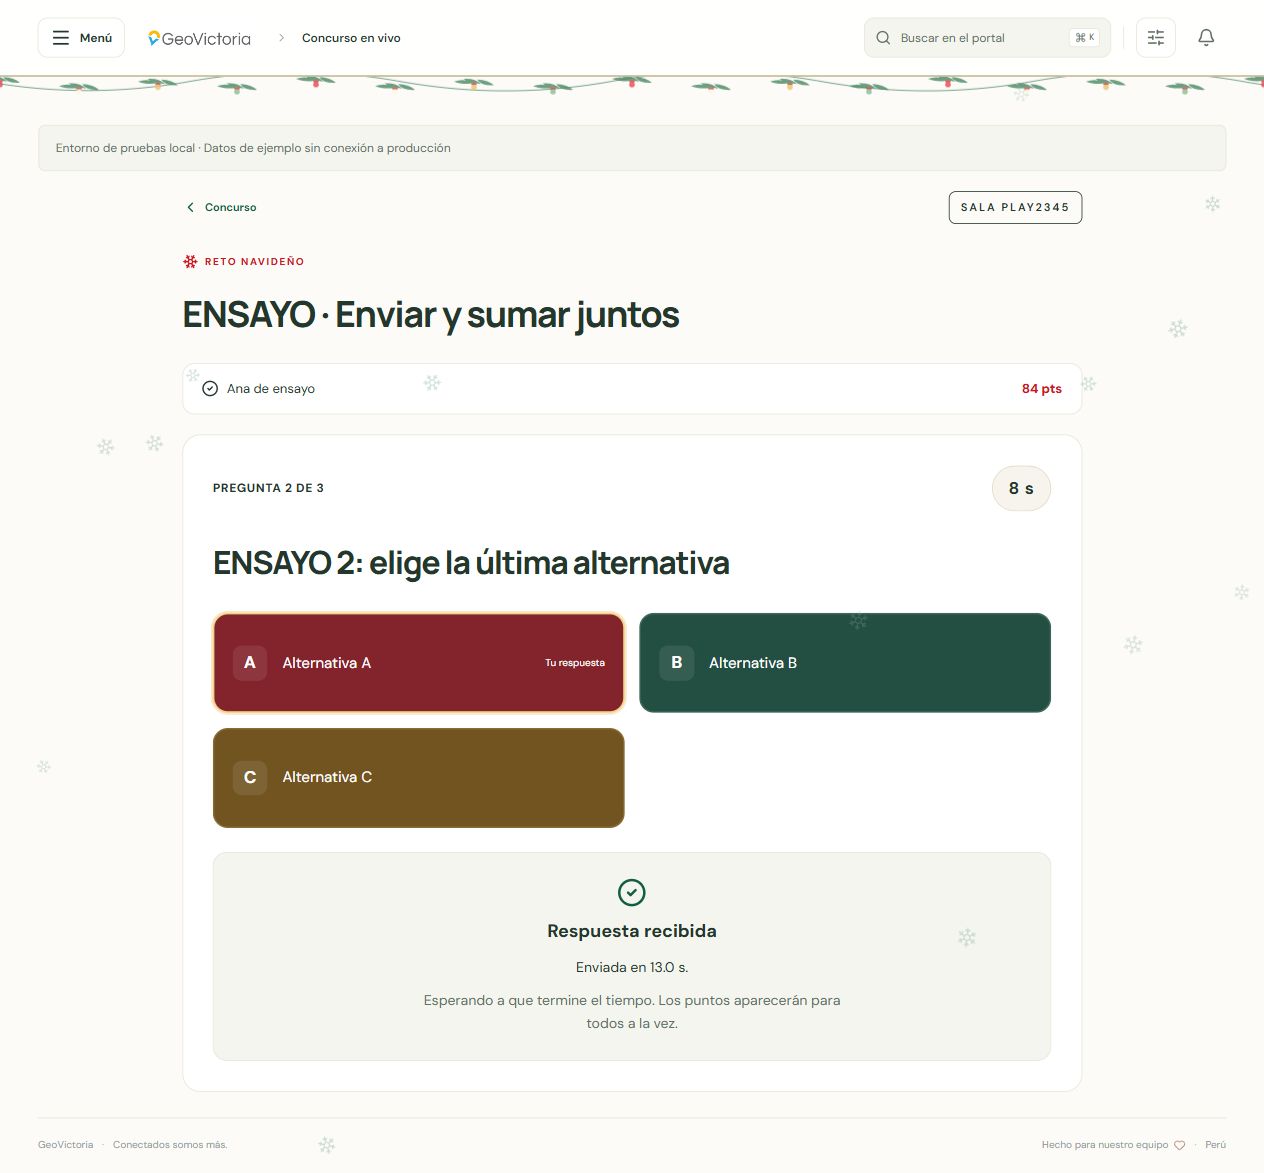 Menú
GeoVictoria
Concurso en vivo
Buscar en el portal
⌘ K
Entorno de pruebas local · Datos de ejemplo sin conexión a producción
Concurso
SALA PLAY2345
RETO NAVIDEÑO
ENSAYO · Enviar y sumar juntos
Ana de ensayo
84 pts
PREGUNTA 2 DE 3
8 s
ENSAYO 2: elige la última alternativa
A
Alternativa A
Tu respuesta
B
Alternativa B
C
Alternativa C
Respuesta recibida
Enviada en 13.0 s.
Esperando a que termine el tiempo. Los puntos aparecerán para
todos a la vez.
GeoVictoria · Conectados somos más.
Hecho para nuestro equipo · Perú